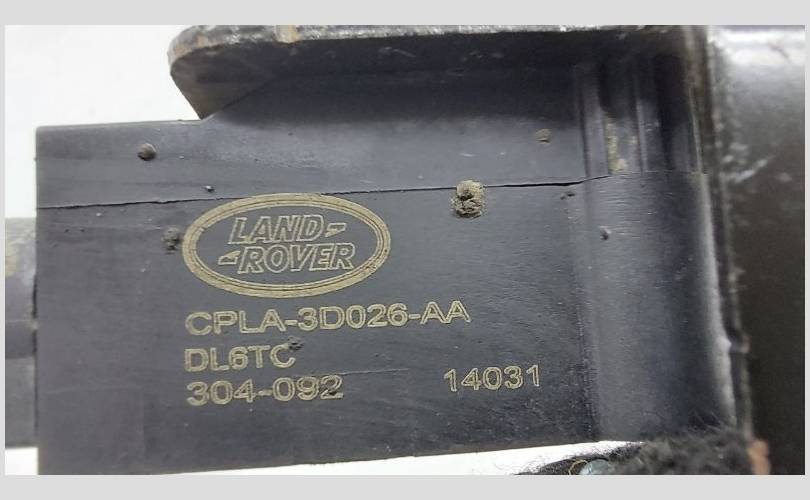 LAND-
-ROVER
CPLA-3D026-AA
DL6TC
304-092 14031